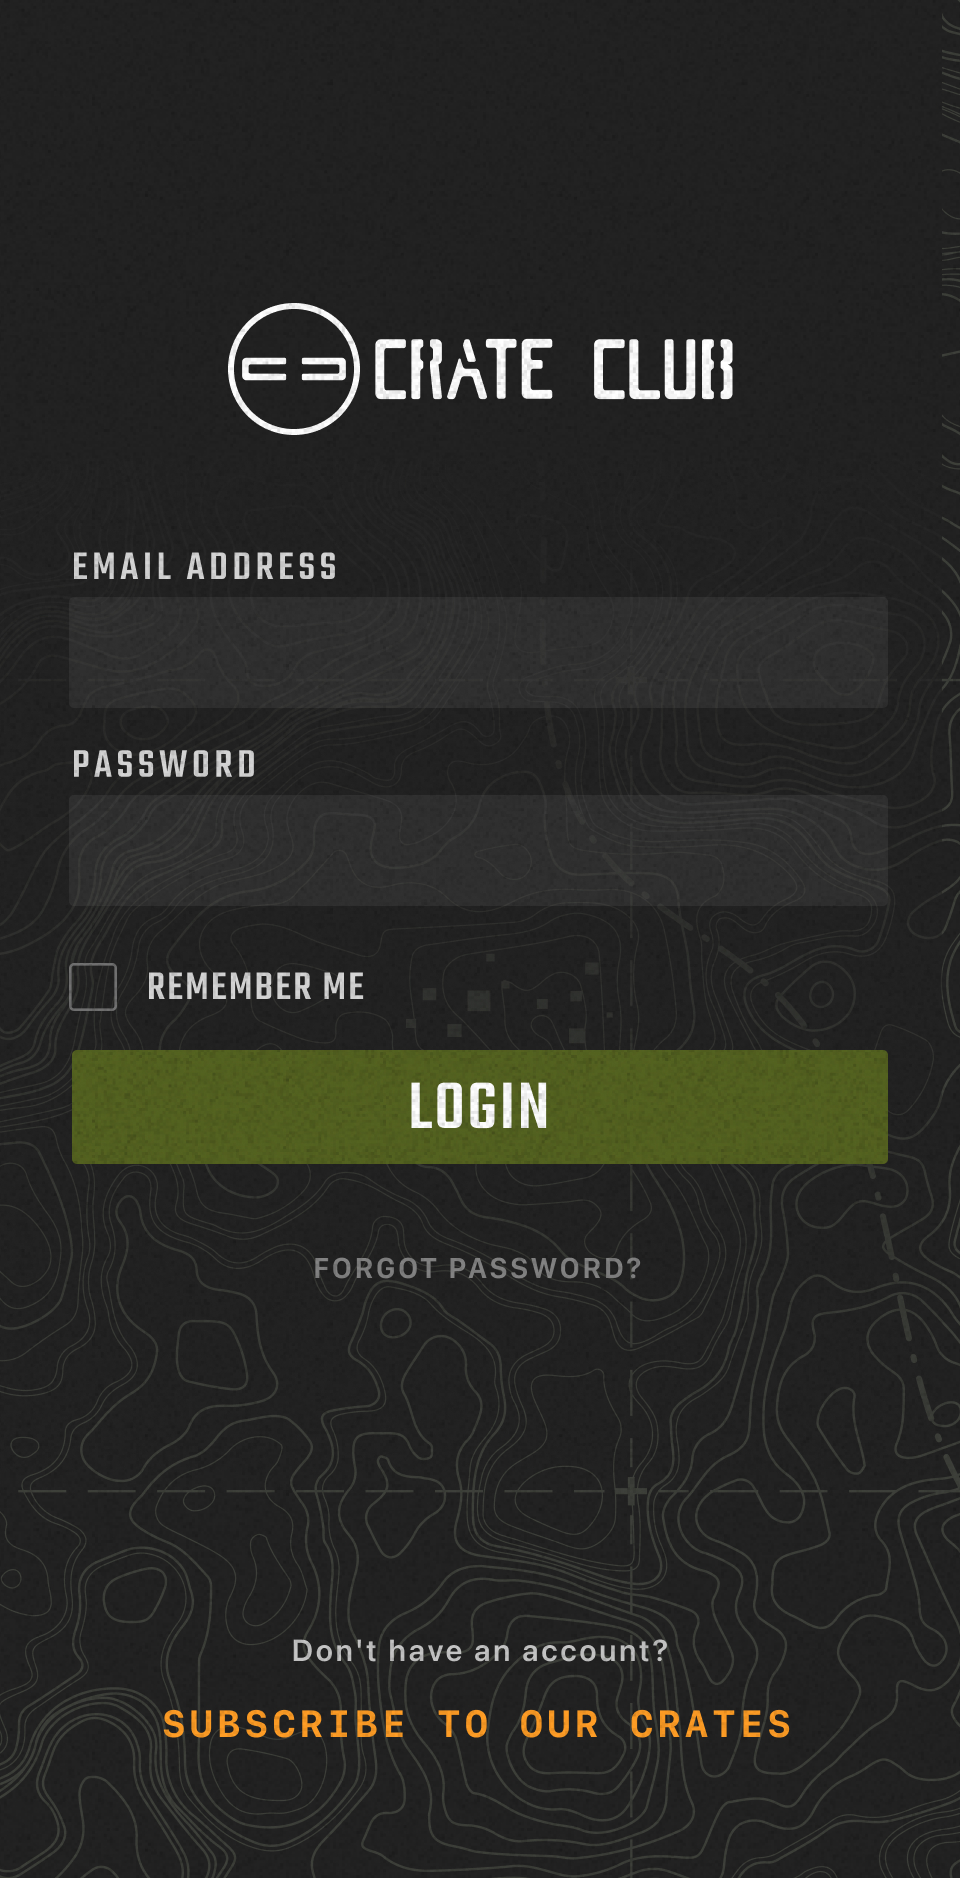 CRATE CLUB
EMAIL ADDRESS
PASSWORD
REMEMBER ME
LOGIN
FORGOT PASSWORD?
Don't have an account?
SUBSCRIBE TO OUR CRATES